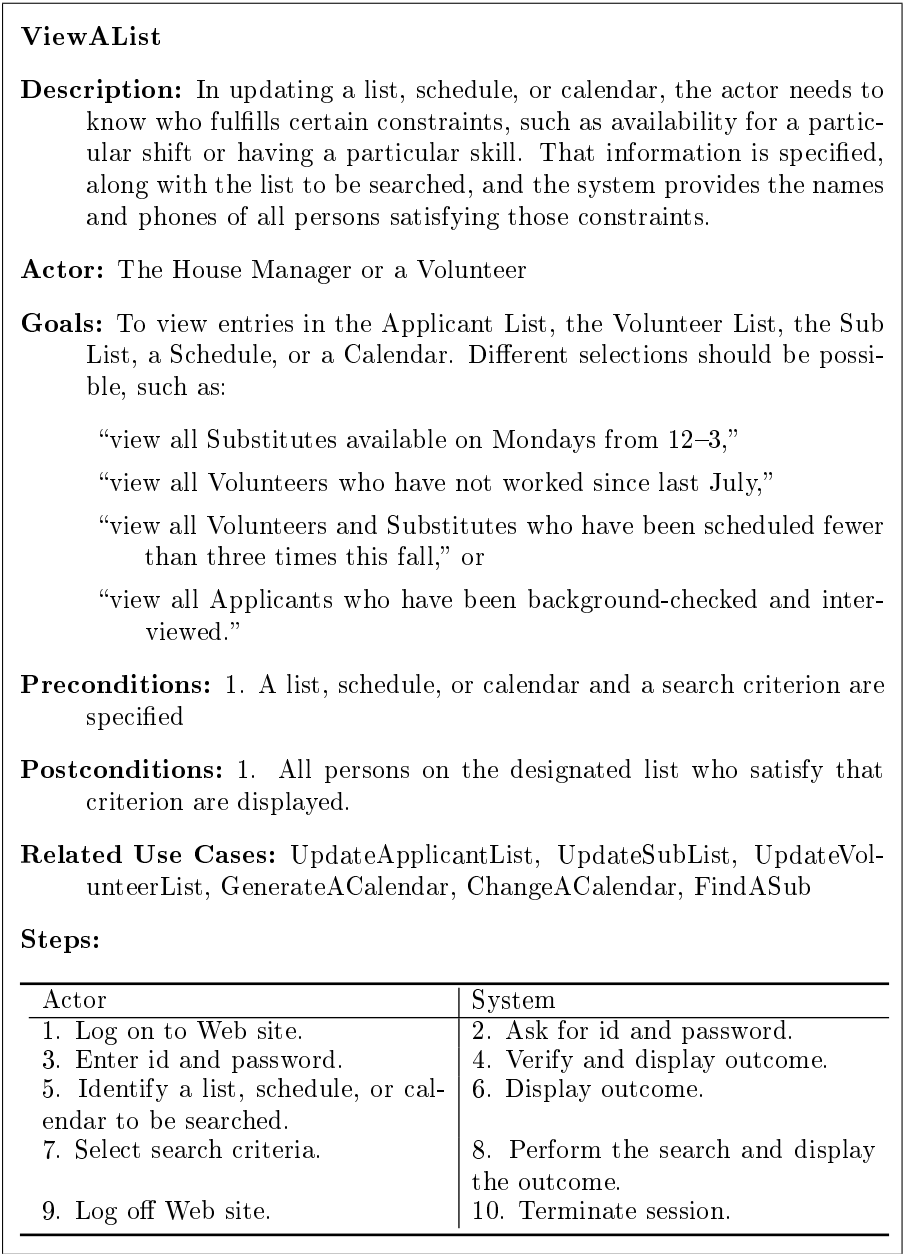 ViewAList
Description: In updating a list, schedule, or calendar, the actor needs to
know who fulfills certain constraints, such as availability for a partic-
ular shift or having a particular skill. That information is specified,
along with the list to be searched, and the system provides the names
and phones of all persons satisfying those constraints.
Actor: The House Manager or a Volunteer
Goals: To view entries in the Applicant List, the Volunteer List, the Sub
List, a Schedule, or a Calendar. Different selections should be possi-
ble, such as:
“view all Substitutes available on Mondays from 12–3,”
“view all Volunteers who have not worked since last July,”
“view all Volunteers and Substitutes who have been scheduled fewer
than three times this fall,” or
“view all Applicants who have been background-checked and inter-
viewed.”
Preconditions: 1. A list, schedule, or calendar and a search criterion are
specified
Postconditions: 1. All persons on the designated list who satisfy that
criterion are displayed.
Related Use Cases: UpdateApplicantList, UpdateSubList, UpdateVol-
unteerList, GenerateACalendar, ChangeACalendar, FindASub
Steps:
Actor System
1. Log on to Web site. 2. Ask for id and password.
3. Enter id and password. 4. Verify and display outcome.
5. Identify a list, schedule, or cal- 6. Display outcome.
endar to be searched.
7. Select search criteria. 8. Perform the search and display
the outcome.
9. Log off Web site. 10. Terminate session.